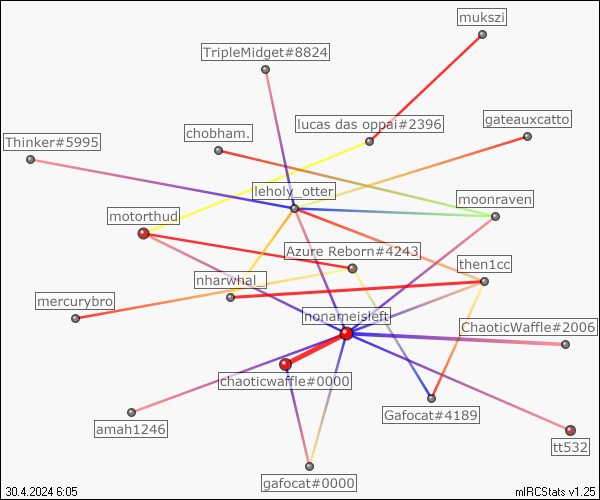 mukszi
TripleMidget#8824
gateauxcatto
lucas das oppai#2396
chobham.
Thinker#5995
leholy_otter
moonraven
motorthud
Azure Reborn#4243
then1cc
nharwhal_
mercurybro
nonameisleft
ChaoticWaffle#2006
chaoticwaffle#0000
Gafocat#4189
amah1246
tt532
gafocat#0000
30.4.2024 6:05
mIRCStats v1.25